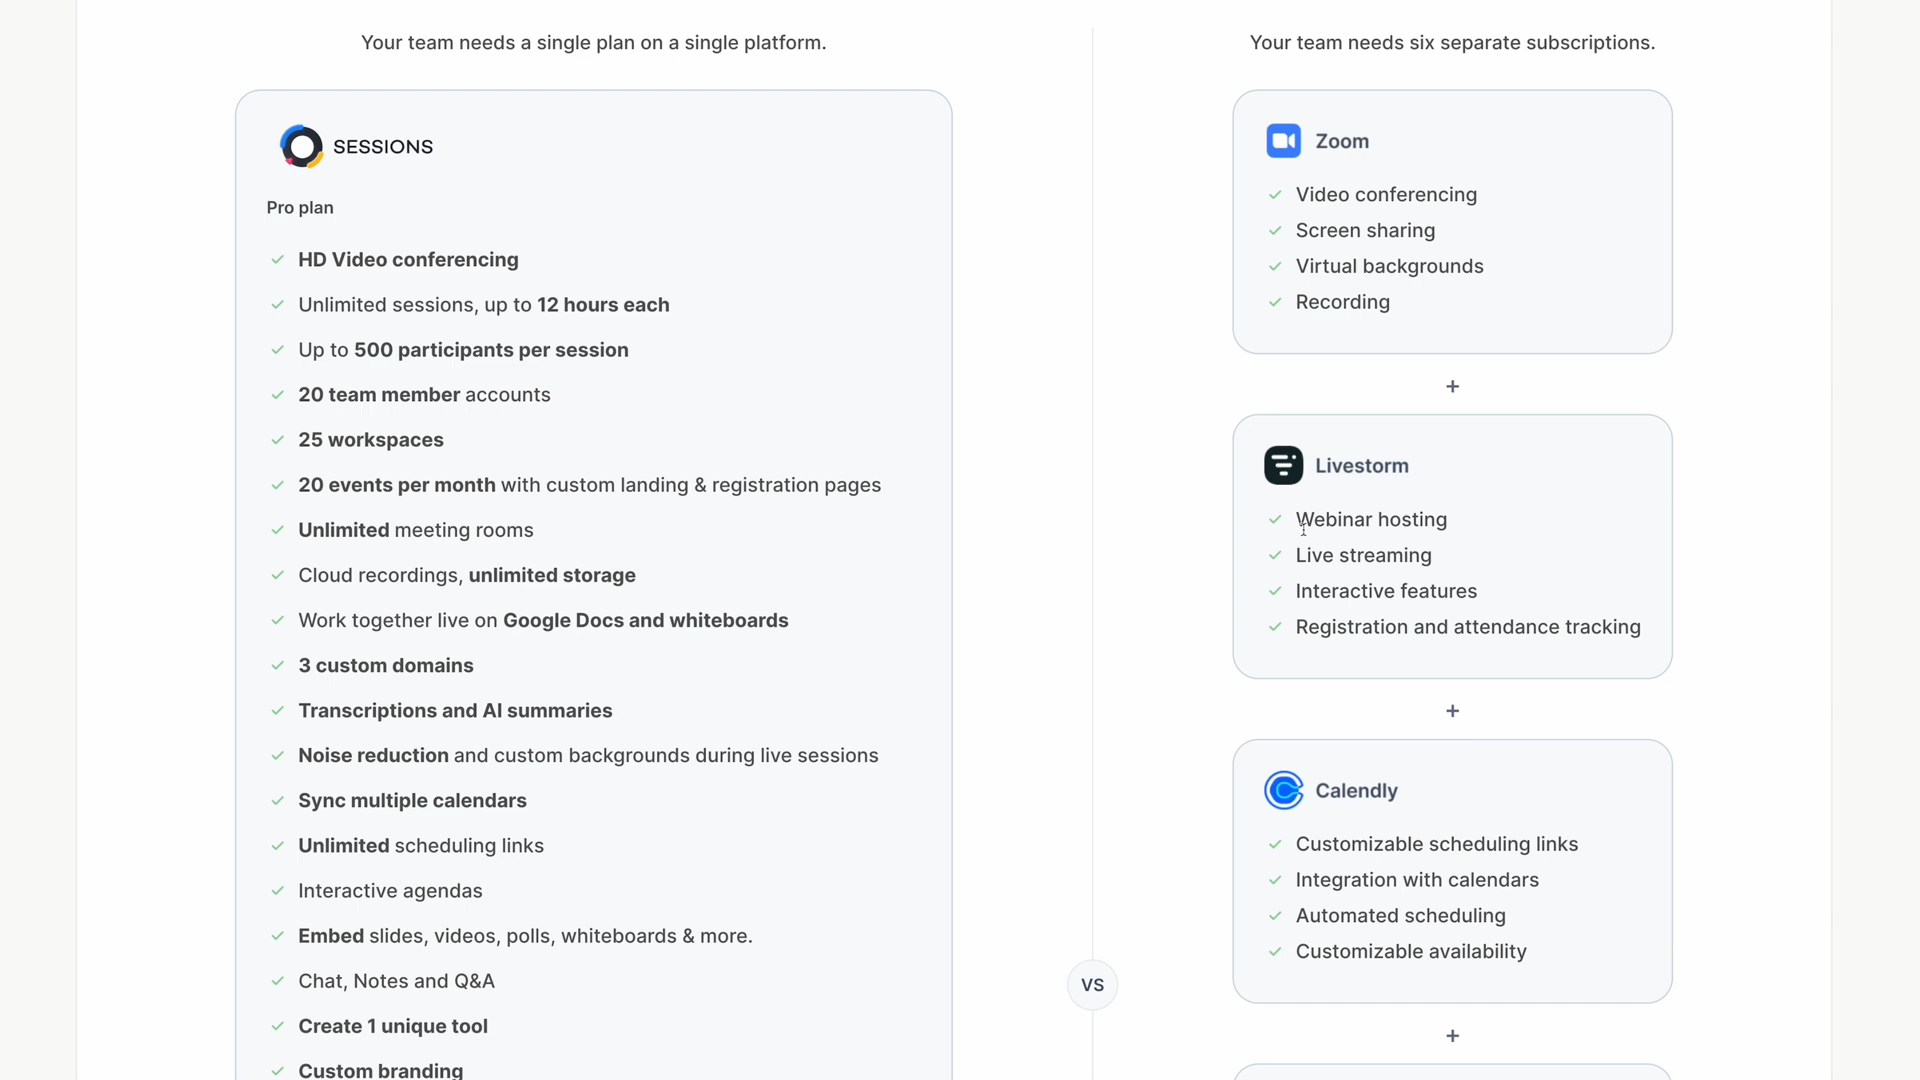 Your team needs a single plan on a single platform.
SESSIONS
Pro plan
HD Video conferencing
Unlimited sessions, up to 12 hours each
Up to 500 participants per session
20 team member accounts
25 workspaces
20 events per month with custom landing & registration pages
Unlimited meeting rooms
Cloud recordings, unlimited storage
Work together live on Google Docs and whiteboards
3 custom domains
Transcriptions and AI summaries
Noise reduction and custom backgrounds during live sessions
Sync multiple calendars
Unlimited scheduling links
Interactive agendas
Embed slides, videos, polls, whiteboards & more.
Chat, Notes and Q&A
Create 1 unique tool
Custom branding
VS
Your team needs six separate subscriptions.
Zoom
Video conferencing
Screen sharing
Virtual backgrounds
Recording
+
Livestorm
Webinar hosting
Live streaming
Interactive features
Registration and attendance tracking
+
Calendly
Customizable scheduling links
Integration with calendars
Automated scheduling
Customizable availability
+